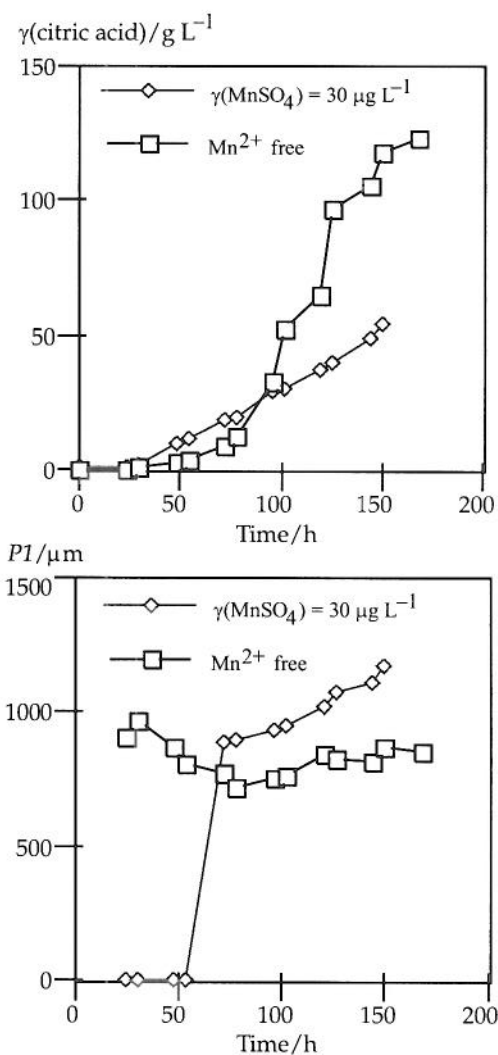 γ(citric acid)/g L⁻¹
150
γ(MnSO₄) = 30 μg L⁻¹
Mn²⁺ free
100
50
0
0 50 100 150 200
Time/h
P1/μm
1500
γ(MnSO₄) = 30 μg L⁻¹
Mn²⁺ free
1000
500
0
0 50 100 150 200
Time/h